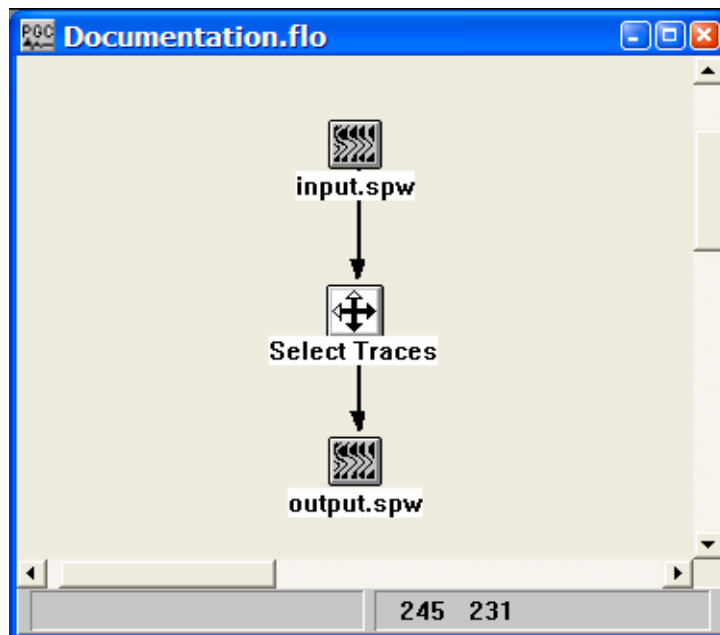 PGC
Documentation.flo
input.spw
Select Traces
output.spw
245 231